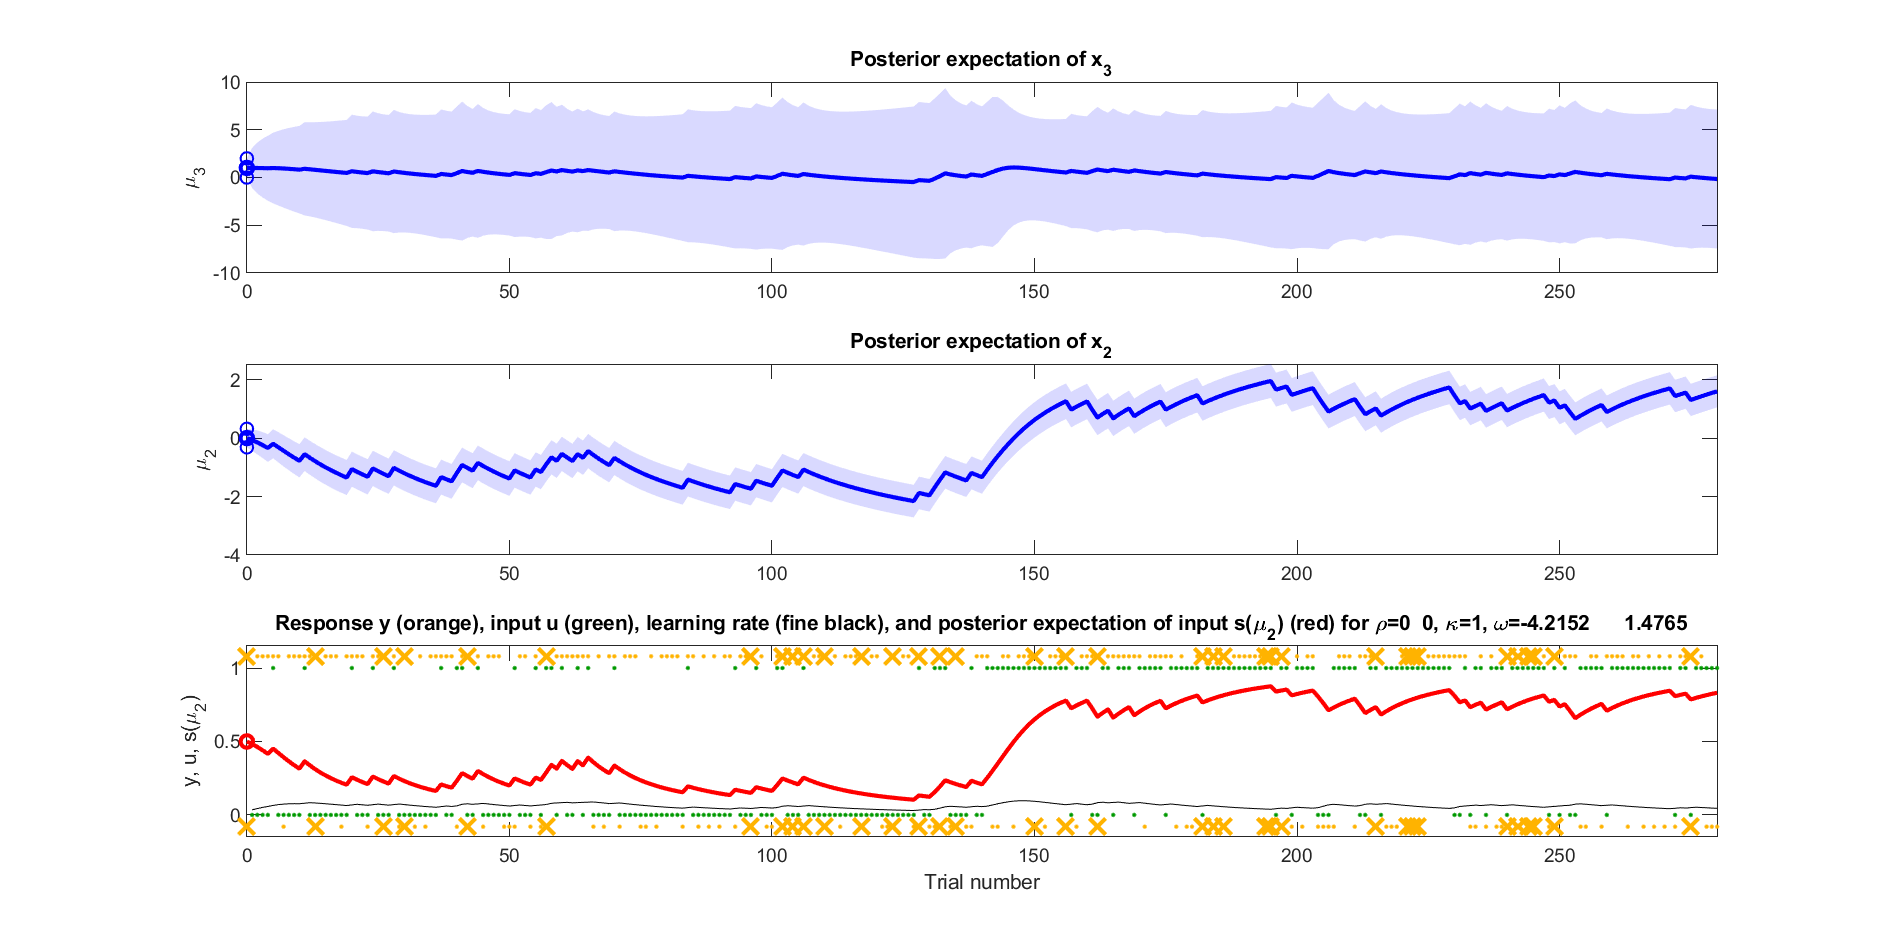 Posterior expectation of x₃
10
5
0
-5
-10
μ₃
0 50 100 150 200 250
Posterior expectation of x₂
2
0
-2
-4
μ₂
0 50 100 150 200 250
Response y (orange), input u (green), learning rate (fine black), and posterior expectation of input s(μ₂) (red) for ρ=0 0, κ=1, ω=-4.2152 1.4765
1
0.5
0
y, u, s(μ₂)
0 50 100 150 200 250
Trial number